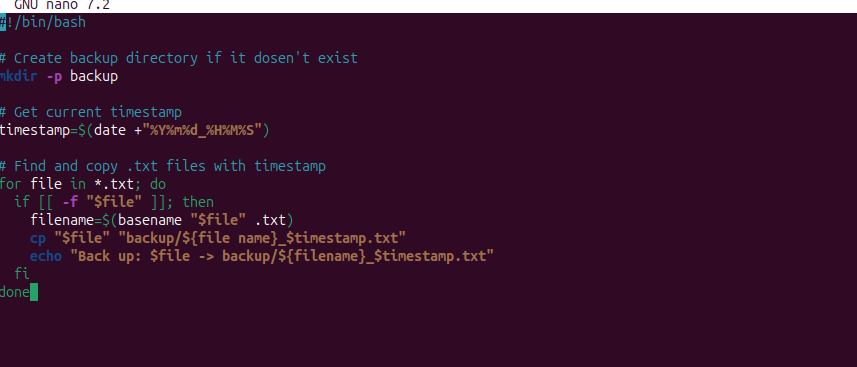 GNU nano 7.2
#!/bin/bash
# Create backup directory if it dosen't exist
mkdir -p backup
# Get current timestamp
timestamp=$(date +"%Y%m%d_%H%M%S")
# Find and copy .txt files with timestamp
for file in *.txt; do
  if [[ -f "$file" ]]; then
    filename=$(basename "$file" .txt)
    cp "$file" "backup/${file name}_$timestamp.txt"
    echo "Back up: $file -> backup/${filename}_$timestamp.txt"
  fi
done